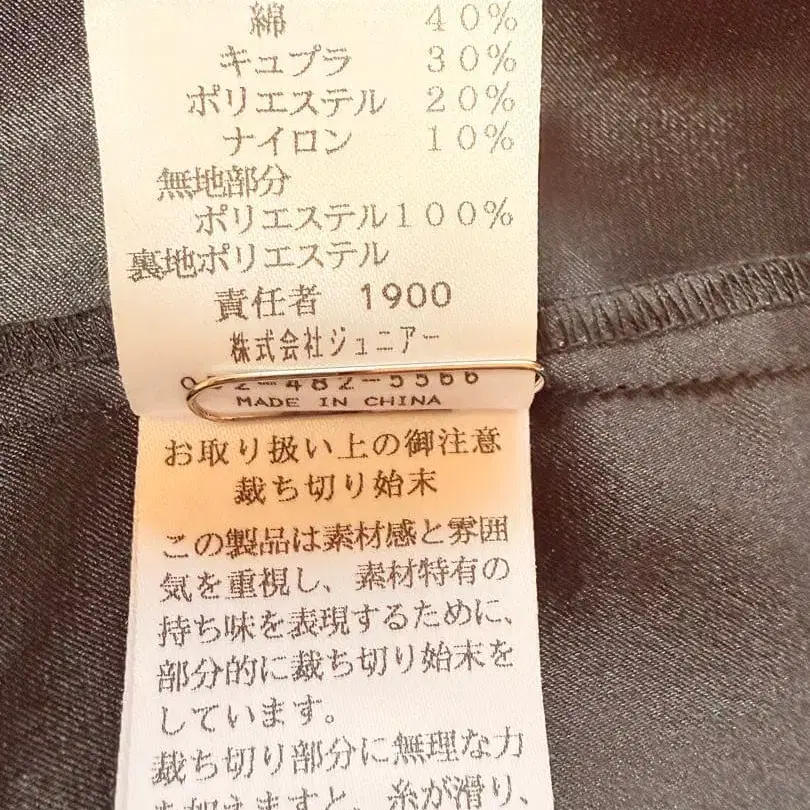 綿 40%
キュプラ 30%
ポリエステル 20%
ナイロン 10%
無地部分
ポリエステル100%
裏地ポリエステル
責任者 1900
株式会社ジュニアー
2-482-5566
MADE IN CHINA
お取り扱い上の御注意
裁ち切り始末
この製品は素材感と雰囲
気を重視し、素材特有の
持ち味を表現するために、
部分的に裁ち切り始末を
しています。
裁ち切り部分に無理な力
を加えますと、糸が滑り、